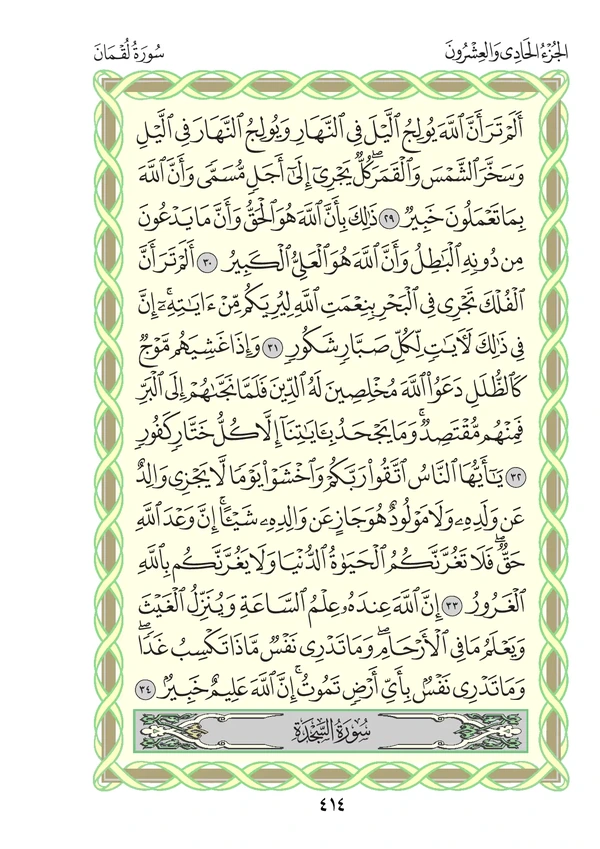 الجُزْءُ الحَادِى وَالعِشْرُونَ
سُورَةُ لُقْمَانَ
أَلَمْ تَرَ أَنَّ ٱللَّهَ يُولِجُ ٱلَّيْلَ فِى ٱلنَّهَارِ وَيُولِجُ ٱلنَّهَارَ فِى ٱلَّيْلِ
وَسَخَّرَ ٱلشَّمْسَ وَٱلْقَمَرَۖ كُلٌّ يَجْرِىٓ إِلَىٰٓ أَجَلٍ مُّسَمًّى وَأَنَّ ٱللَّهَ
بِمَا تَعْمَلُونَ خَبِيرٌ ٢٩ ذَٰلِكَ بِأَنَّ ٱللَّهَ هُوَ ٱلْحَقُّ وَأَنَّ مَا يَدْعُونَ
مِن دُونِهِ ٱلْبَٰطِلُ وَأَنَّ ٱللَّهَ هُوَ ٱلْعَلِىُّ ٱلْكَبِيرُ ٣٠ أَلَمْ تَرَ أَنَّ
ٱلْفُلْكَ تَجْرِى فِى ٱلْبَحْرِ بِنِعْمَتِ ٱللَّهِ لِيُرِيَكُم مِّنْ ءَايَٰتِهِۦٓۚ إِنَّ
فِى ذَٰلِكَ لَءَايَٰتٍ لِّكُلِّ صَبَّارٍ شَكُورٍ ٣١ وَإِذَا غَشِيَهُم مَّوْجٌ
كَٱلظُّلَلِ دَعَوُا۟ ٱللَّهَ مُخْلِصِينَ لَهُ ٱلدِّينَ فَلَمَّا نَجَّىٰهُمْ إِلَى ٱلْبَرِّ
فَمِنْهُم مُّقْتَصِدٌۚ وَمَا يَجْحَدُ بِـَٔايَٰتِنَآ إِلَّا كُلُّ خَتَّارٍ كَفُورٍ
٣٢ يَٰٓأَيُّهَا ٱلنَّاسُ ٱتَّقُوا۟ رَبَّكُمْ وَٱخْشَوْا۟ يَوْمًا لَّا يَجْزِى وَالِدٌ
عَن وَلَدِهِۦ وَلَا مَوْلُودٌ هُوَ جَازٍ عَن وَالِدِهِۦ شَيْـًٔاۚ إِنَّ وَعْدَ ٱللَّهِ
حَقٌّۖ فَلَا تَغُرَّنَّكُمُ ٱلْحَيَوٰةُ ٱلدُّنْيَا وَلَا يَغُرَّنَّكُم بِٱللَّهِ
ٱلْغَرُورُ ٣٣ إِنَّ ٱللَّهَ عِندَهُۥ عِلْمُ ٱلسَّاعَةِ وَيُنَزِّلُ ٱلْغَيْثَ
وَيَعْلَمُ مَا فِى ٱلْأَرْحَامِۖ وَمَا تَدْرِى نَفْسٌ مَّاذَا تَكْسِبُ غَدًاۖ
وَمَا تَدْرِى نَفْسٌۢ بِأَىِّ أَرْضٍ تَمُوتُۚ إِنَّ ٱللَّهَ عَلِيمٌ خَبِيرٌۢ ٣٤
سُورَةُ السَّجْدَةِ
٤١٤